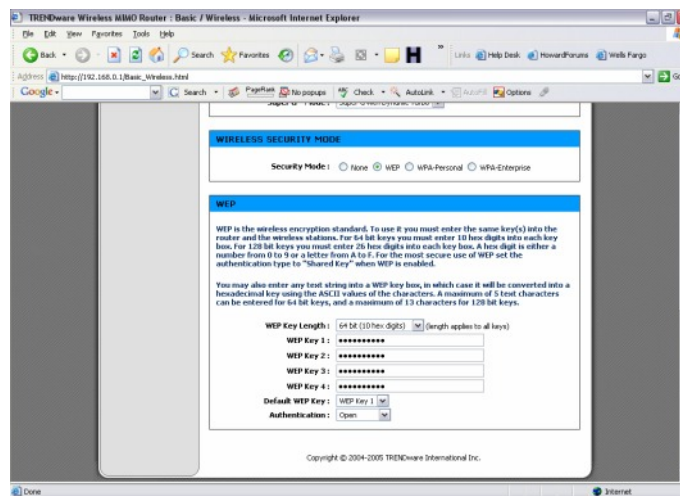 TRENDware Wireless MIMO Router : Basic / Wireless - Microsoft Internet Explorer
File Edit View Favorites Tools Help
Back Search Favorites Links Help Desk HowardForums Wells Fargo
Address http://192.168.0.1/Basic_Wireless.html Go
Google Search PageRank No popups Check AutoLink AutoFill Options
WIRELESS SECURITY MODE
Security Mode : None WEP WPA-Personal WPA-Enterprise
WEP
WEP is the wireless encryption standard. To use it you must enter the same key(s) into the
router and the wireless stations. For 64 bit keys you must enter 10 hex digits into each key
box. For 128 bit keys you must enter 26 hex digits into each key box. A hex digit is either a
number from 0 to 9 or a letter from A to F. For the most secure use of WEP set the
authentication type to "Shared Key" when WEP is enabled.
You may also enter any text string into a WEP key box, in which case it will be converted into a
hexadecimal key using the ASCII values of the characters. A maximum of 5 text characters
can be entered for 64 bit keys, and a maximum of 13 characters for 128 bit keys.
WEP Key Length : 64 bit (10 hex digits) (length applies to all keys)
WEP Key 1 : ••••••••••
WEP Key 2 : ••••••••••
WEP Key 3 : ••••••••••
WEP Key 4 : ••••••••••
Default WEP Key : WEP Key 1
Authentication : Open
Copyright © 2004-2005 TRENDware International Inc.
Done Internet